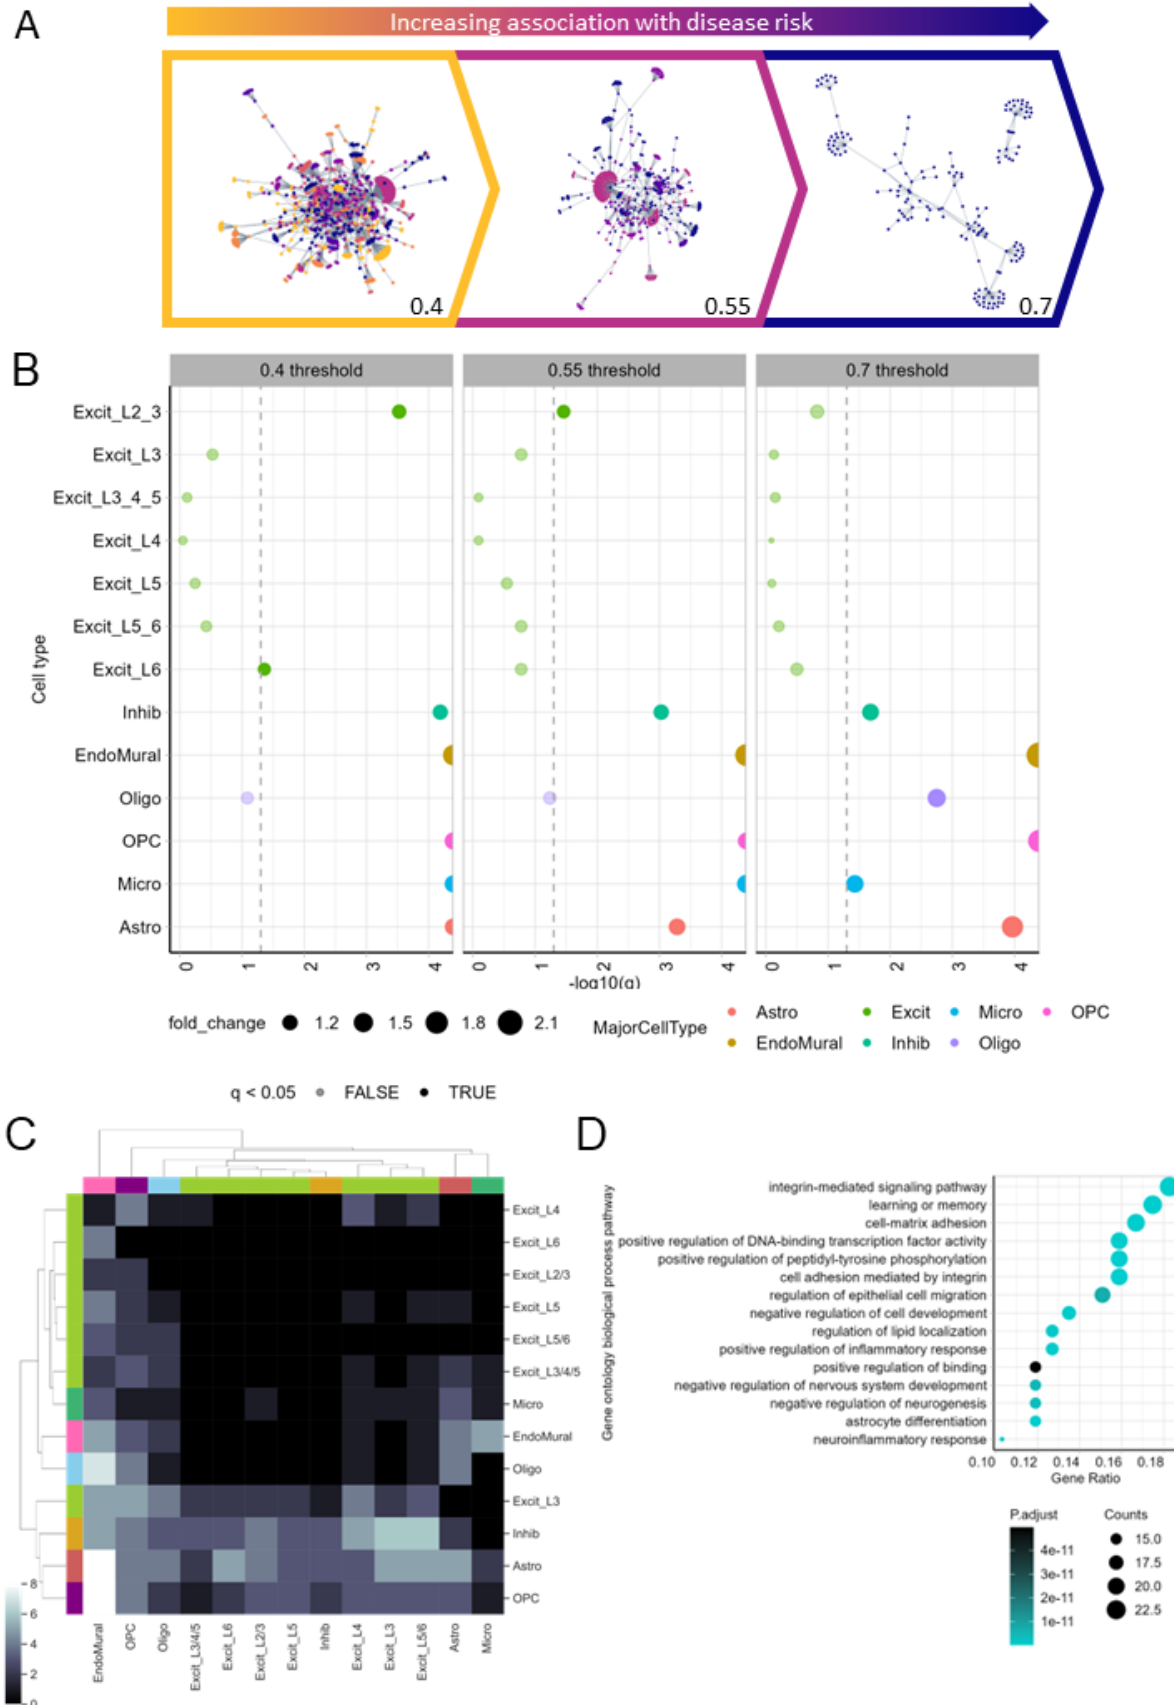 A
Increasing association with disease risk
0.4
0.55
0.7
B
0.4 threshold
0.55 threshold
0.7 threshold
Cell type
Excit_L2_3
Excit_L3
Excit_L3_4_5
Excit_L4
Excit_L5
Excit_L5_6
Excit_L6
Inhib
EndoMural
Oligo
OPC
Micro
Astro
0 1 2 3 4
0 1 2 3 4
0 1 2 3 4
-log10(q)
fold_change 1.2 1.5 1.8 2.1
MajorCellType
Astro Excit Micro OPC
EndoMural Inhib Oligo
q < 0.05 FALSE TRUE
C
Excit_L4
Excit_L6
Excit_L2/3
Excit_L5
Excit_L5/6
Excit_L3/4/5
Micro
EndoMural
Oligo
Excit_L3
Inhib
Astro
OPC
8
6
4
2
0
EndoMural
OPC
Oligo
Excit_L3/4/5
Excit_L6
Excit_L2/3
Excit_L5
Inhib
Excit_L4
Excit_L3
Excit_L5/6
Astro
Micro
D
Gene ontology biological process pathway
integrin-mediated signaling pathway
learning or memory
cell-matrix adhesion
positive regulation of DNA-binding transcription factor activity
positive regulation of peptidyl-tyrosine phosphorylation
cell adhesion mediated by integrin
regulation of epithelial cell migration
negative regulation of cell development
regulation of lipid localization
positive regulation of inflammatory response
positive regulation of binding
negative regulation of nervous system development
negative regulation of neurogenesis
astrocyte differentiation
neuroinflammatory response
0.10 0.12 0.14 0.16 0.18
Gene Ratio
P.adjust
4e-11
3e-11
2e-11
1e-11
Counts
15.0
17.5
20.0
22.5